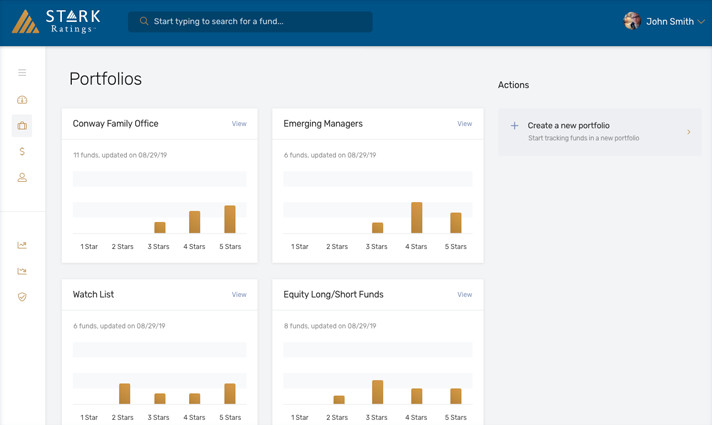 STARK
Ratings
Start typing to search for a fund...
John Smith
Portfolios
Actions
Conway Family Office
View
11 funds, updated on 08/29/19
1 Star 2 Stars 3 Stars 4 Stars 5 Stars
Emerging Managers
View
6 funds, updated on 08/29/19
1 Star 2 Stars 3 Stars 4 Stars 5 Stars
Create a new portfolio
Start tracking funds in a new portfolio
Watch List
View
6 funds, updated on 08/29/19
1 Star 2 Stars 3 Stars 4 Stars 5 Stars
Equity Long/Short Funds
View
8 funds, updated on 08/29/19
1 Star 2 Stars 3 Stars 4 Stars 5 Stars